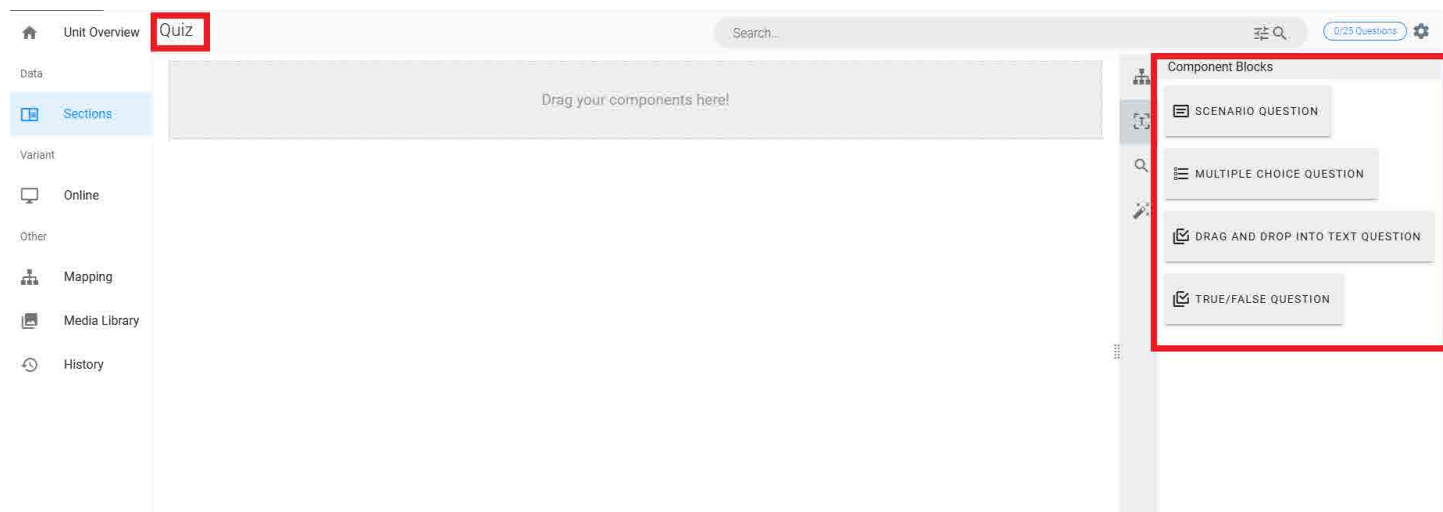 Unit Overview
Quiz
Search...
0/25 Questions
Data
Sections
Variant
Online
Other
Mapping
Media Library
History
Drag your components here!
Component Blocks
SCENARIO QUESTION
MULTIPLE CHOICE QUESTION
DRAG AND DROP INTO TEXT QUESTION
TRUE/FALSE QUESTION